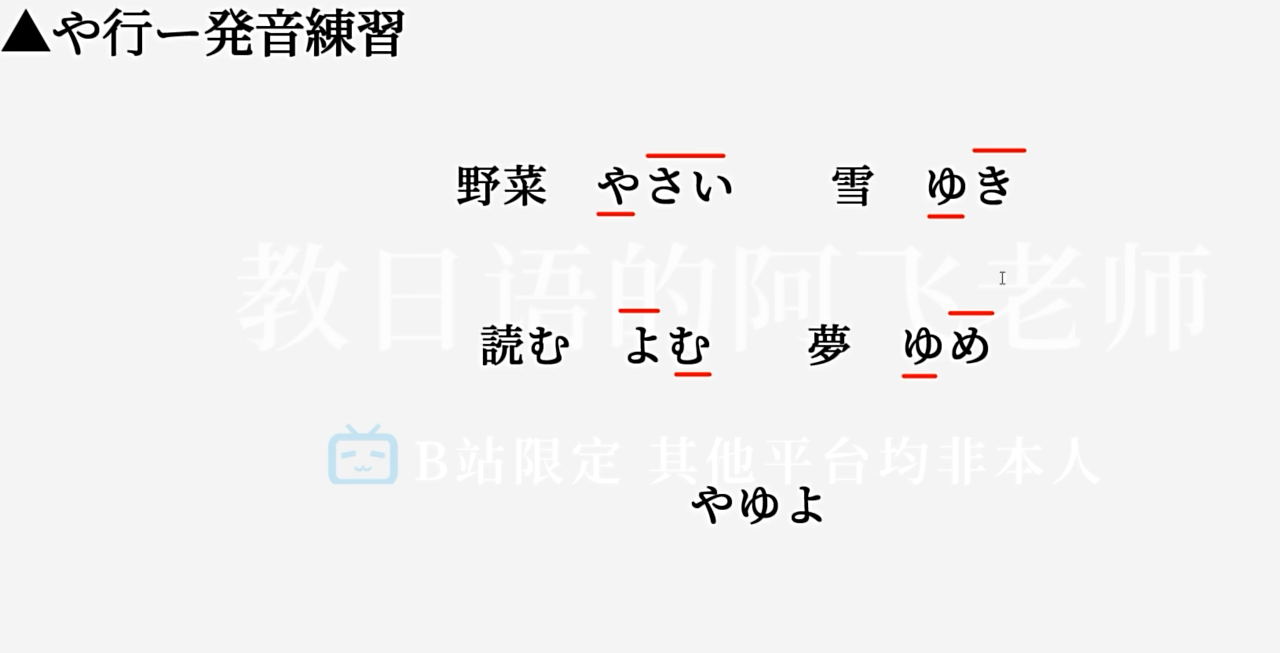 ▲や行ー発音練習
野菜 やさい 雪 ゆき
教日语的阿飞老师
読む よむ 夢 ゆめ
B站限定 其他平台均非本人
やゆよ